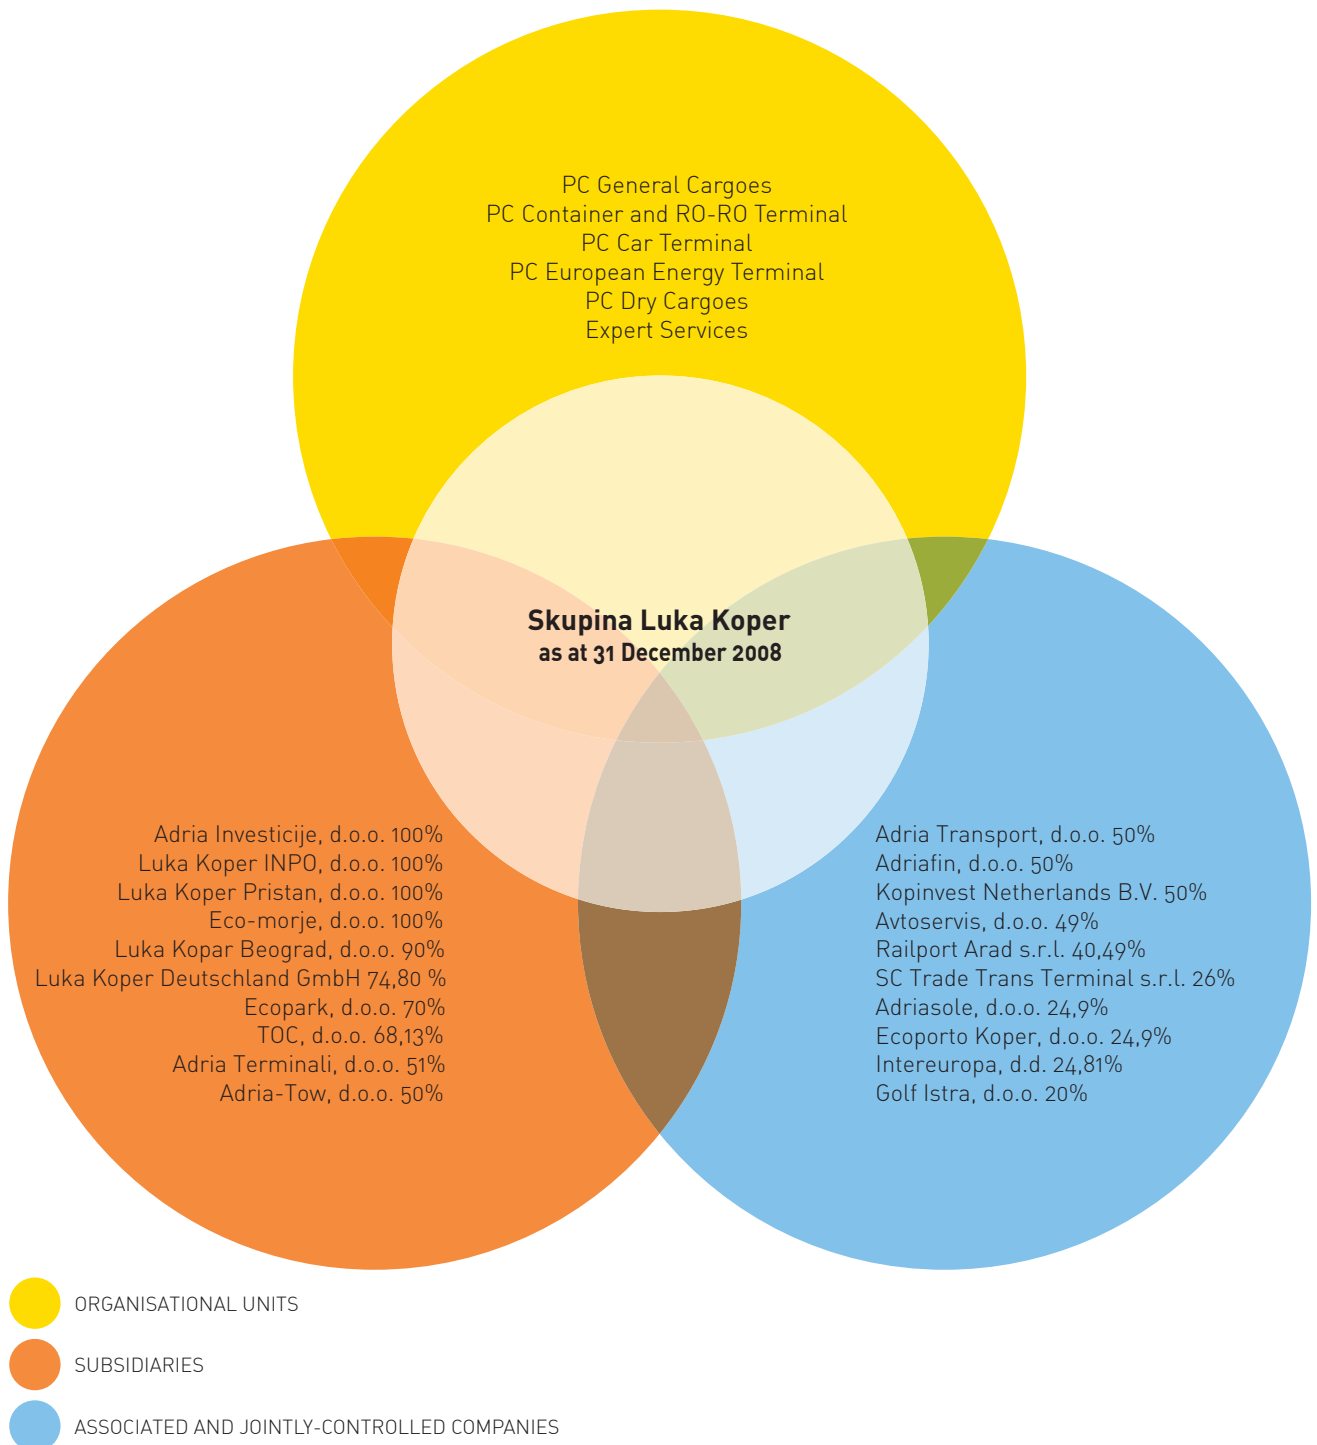 PC General Cargoes
PC Container and RO-RO Terminal
PC Car Terminal
PC European Energy Terminal
PC Dry Cargoes
Expert Services
Skupina Luka Koper
as at 31 December 2008
Adria Investicije, d.o.o. 100%
Luka Koper INPO, d.o.o. 100%
Luka Koper Pristan, d.o.o. 100%
Eco-morje, d.o.o. 100%
Luka Kopar Beograd, d.o.o. 90%
Luka Koper Deutschland GmbH 74,80 %
Ecopark, d.o.o. 70%
TOC, d.o.o. 68,13%
Adria Terminali, d.o.o. 51%
Adria-Tow, d.o.o. 50%
Adria Transport, d.o.o. 50%
Adriafin, d.o.o. 50%
Kopinvest Netherlands B.V. 50%
Avtoservis, d.o.o. 49%
Railport Arad s.r.l. 40,49%
SC Trade Trans Terminal s.r.l. 26%
Adriasole, d.o.o. 24,9%
Ecoporto Koper, d.o.o. 24,9%
Intereuropa, d.d. 24,81%
Golf Istra, d.o.o. 20%
ORGANISATIONAL UNITS
SUBSIDIARIES
ASSOCIATED AND JOINTLY-CONTROLLED COMPANIES